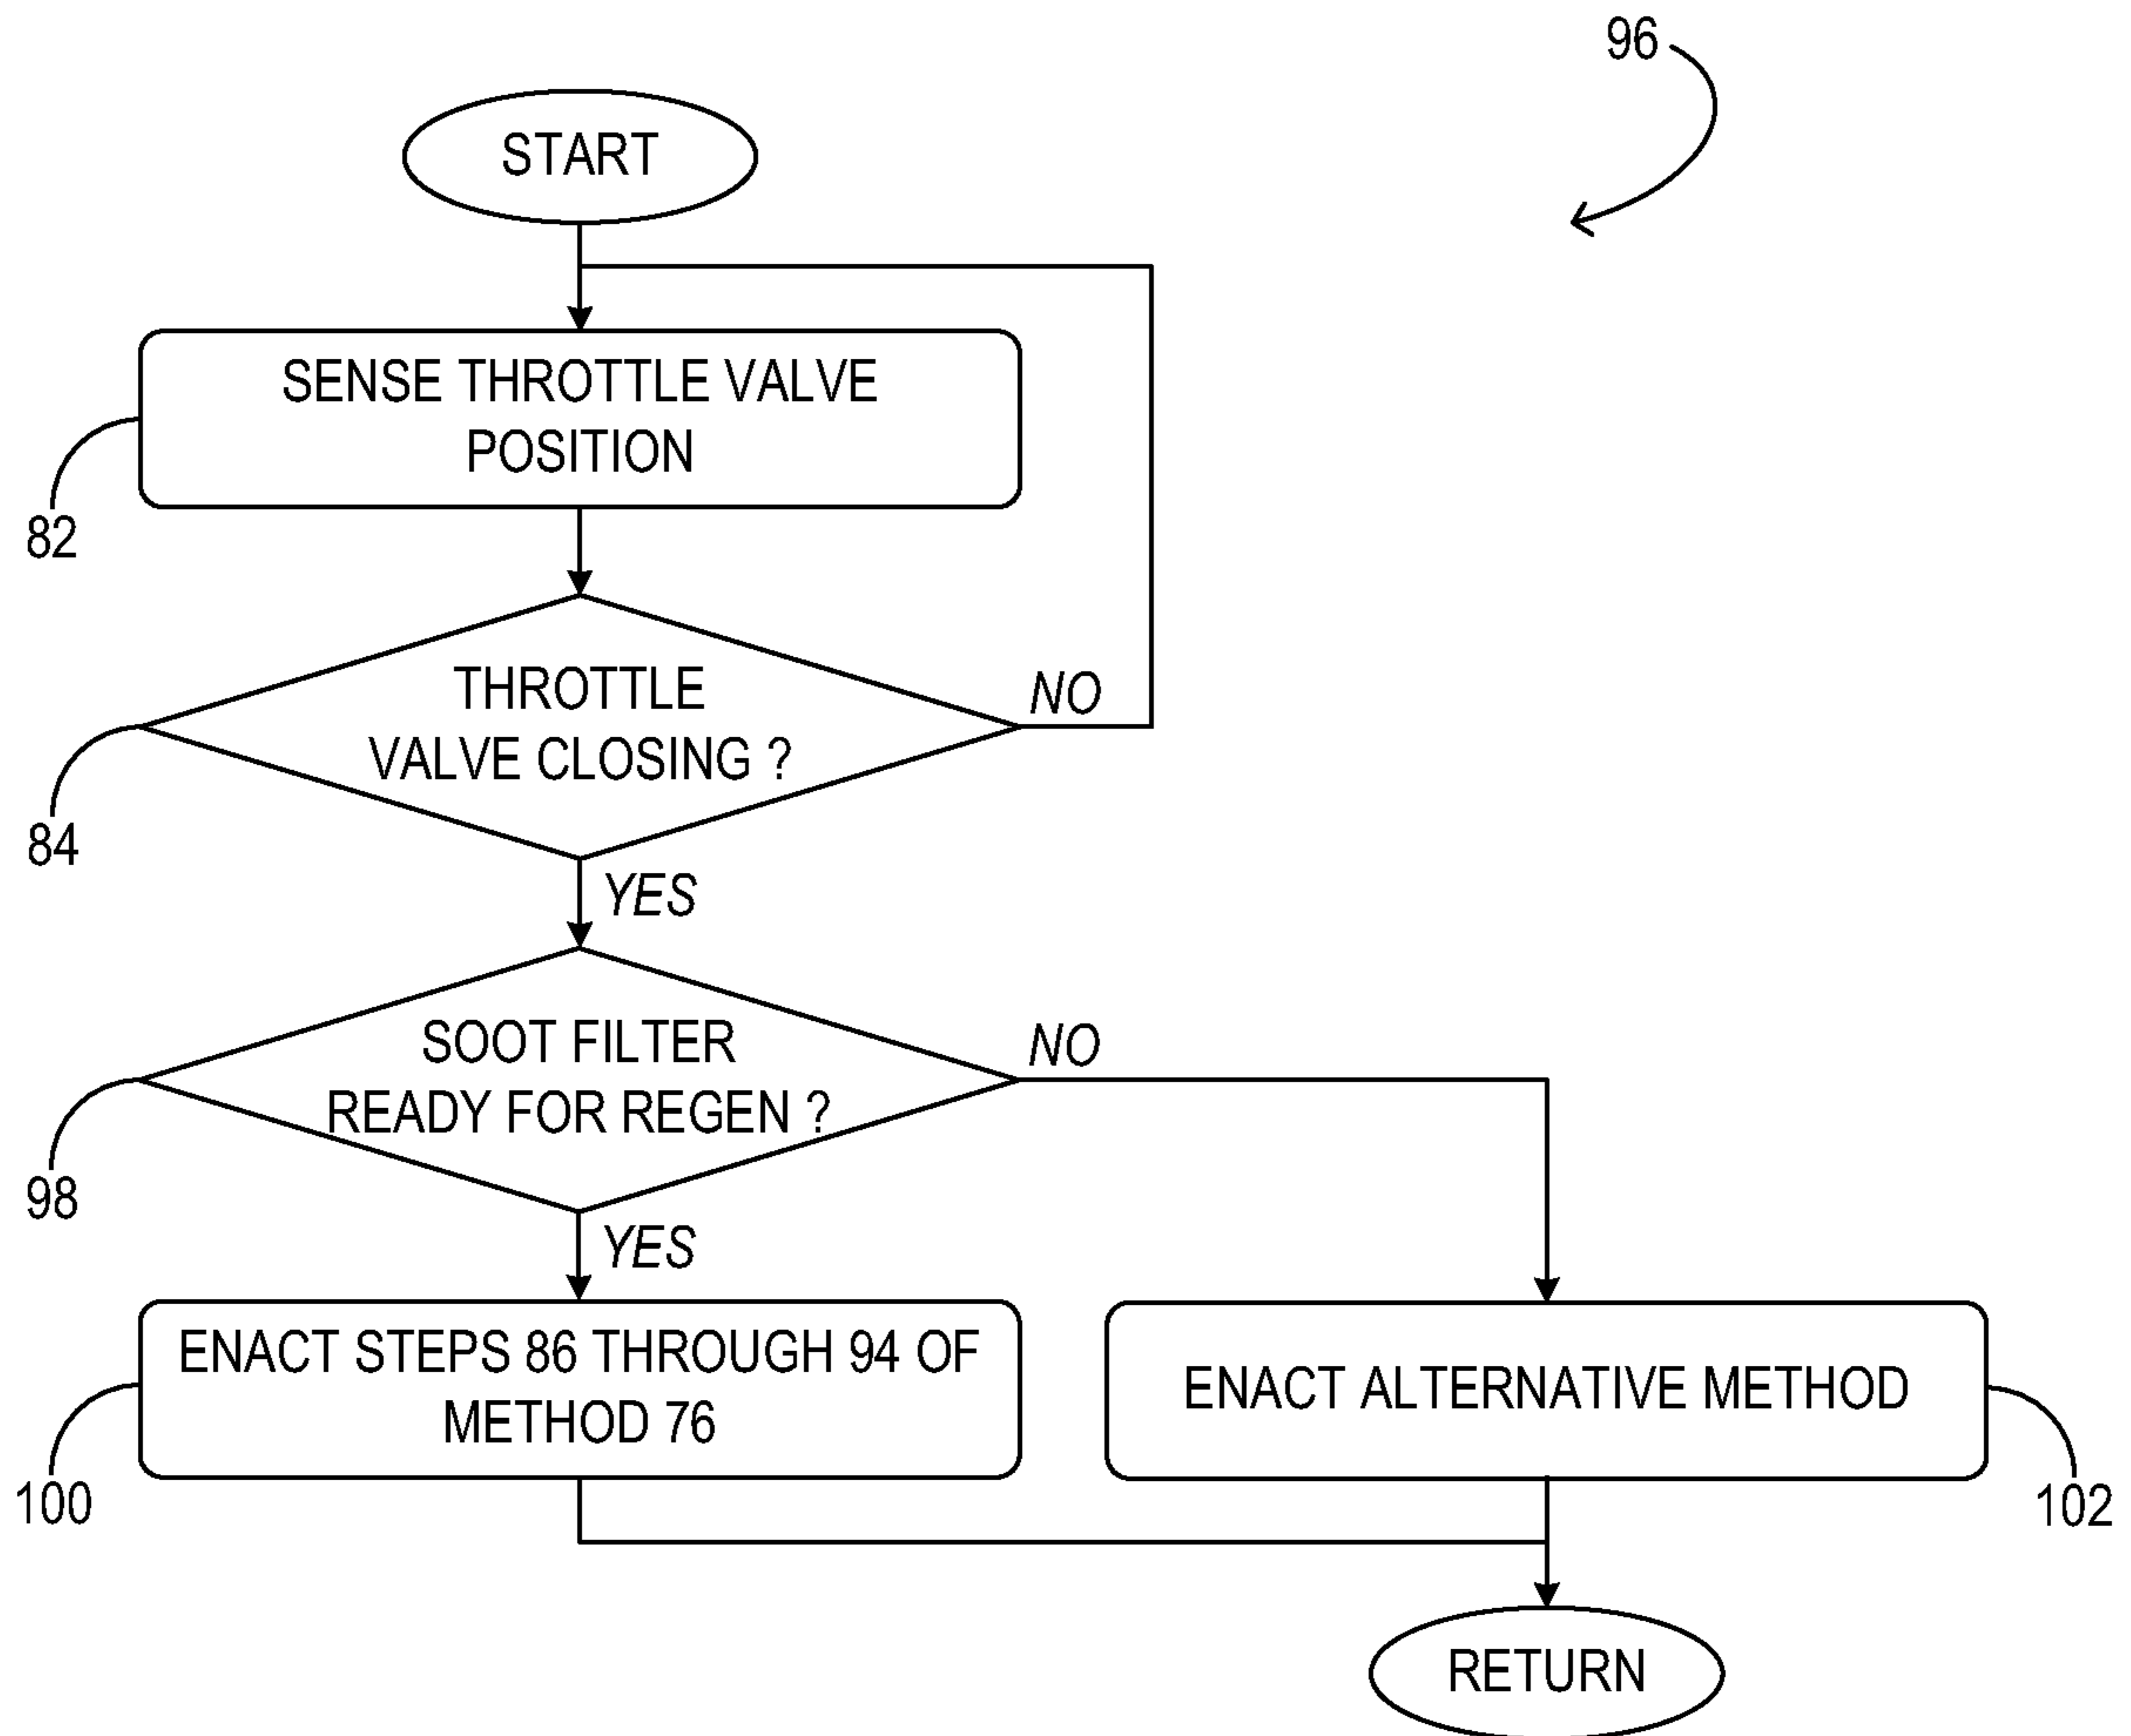 96
START
SENSE THROTTLE VALVE
POSITION
82
THROTTLE
VALVE CLOSING ?
NO
84
YES
SOOT FILTER
READY FOR REGEN ?
NO
98
YES
ENACT STEPS 86 THROUGH 94 OF
METHOD 76
100
ENACT ALTERNATIVE METHOD
102
RETURN